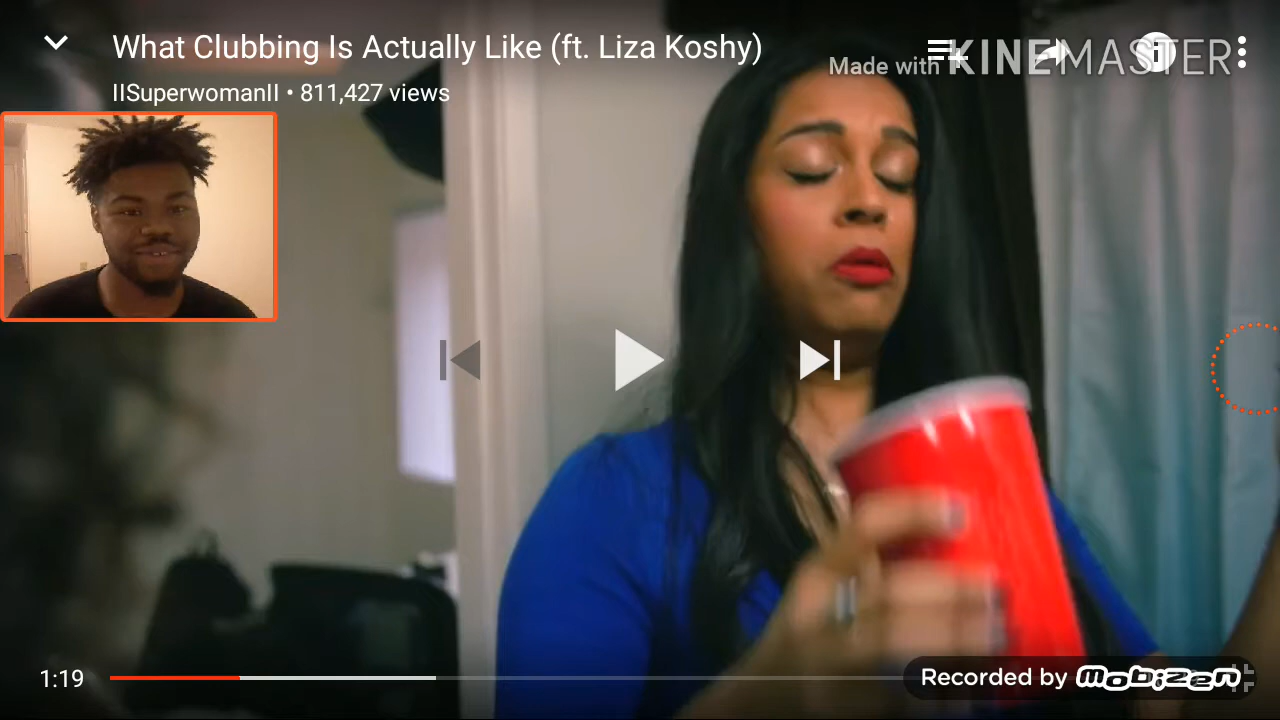 What Clubbing Is Actually Like (ft. Liza Koshy)
Made with KINEMASTER
IISuperwomanII • 811,427 views
1:19
Recorded by mobizen